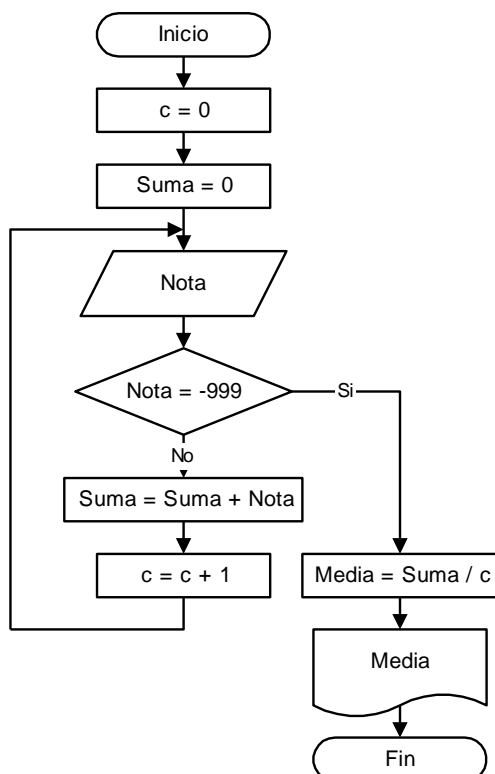 Inicio
c = 0
Suma = 0
Nota
Nota = -999
Si
No
Suma = Suma + Nota
c = c + 1
Media = Suma / c
Media
Fin